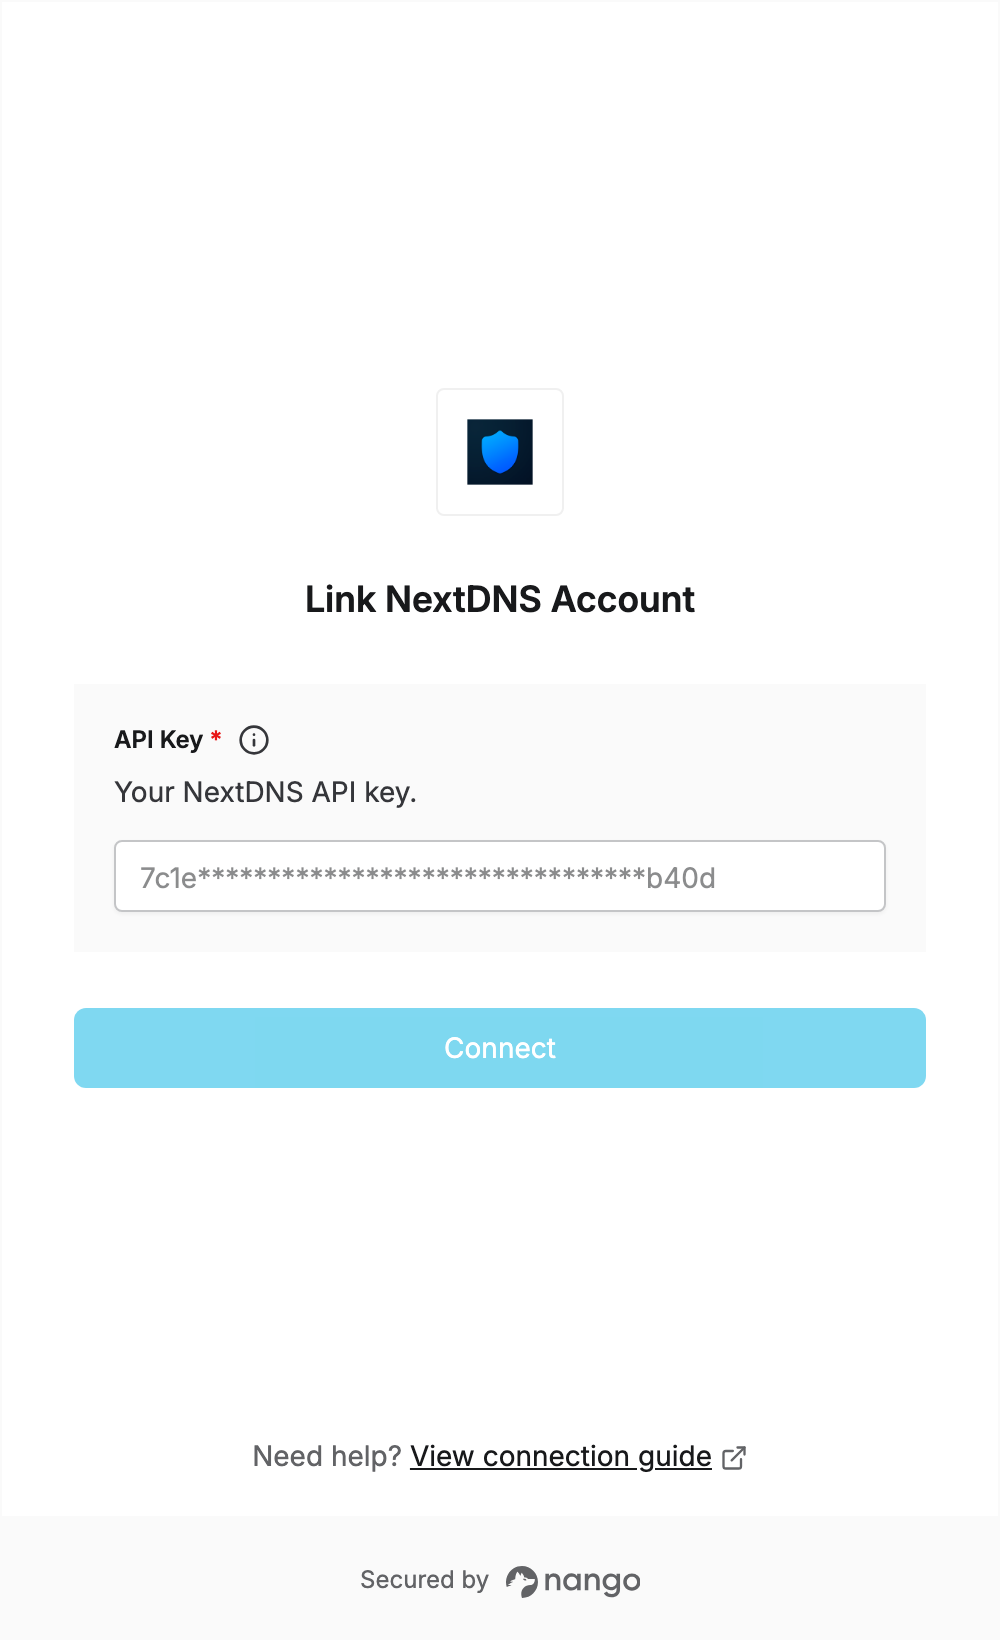 Link NextDNS Account
API Key *
Your NextDNS API key.
7c1e********************************b40d
Connect
Need help? View connection guide
Secured by nango